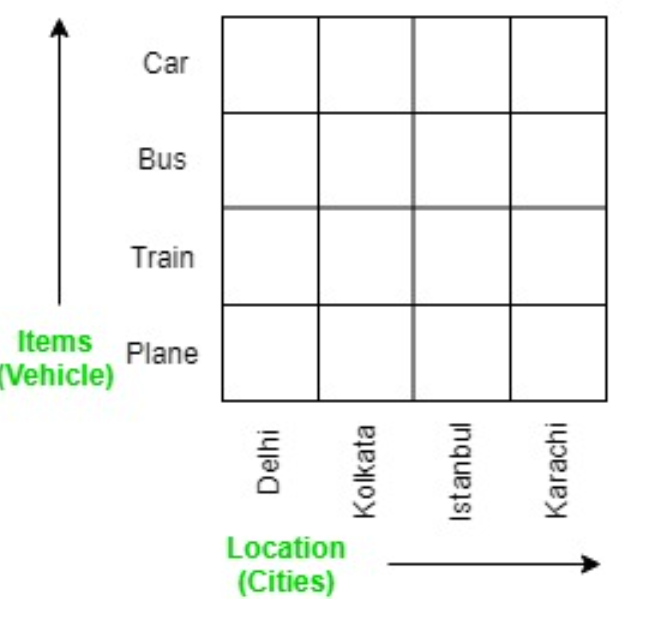 Car
Bus
Train
Items
(Vehicle)
Plane
Delhi
Kolkata
Istanbul
Karachi
Location
(Cities)